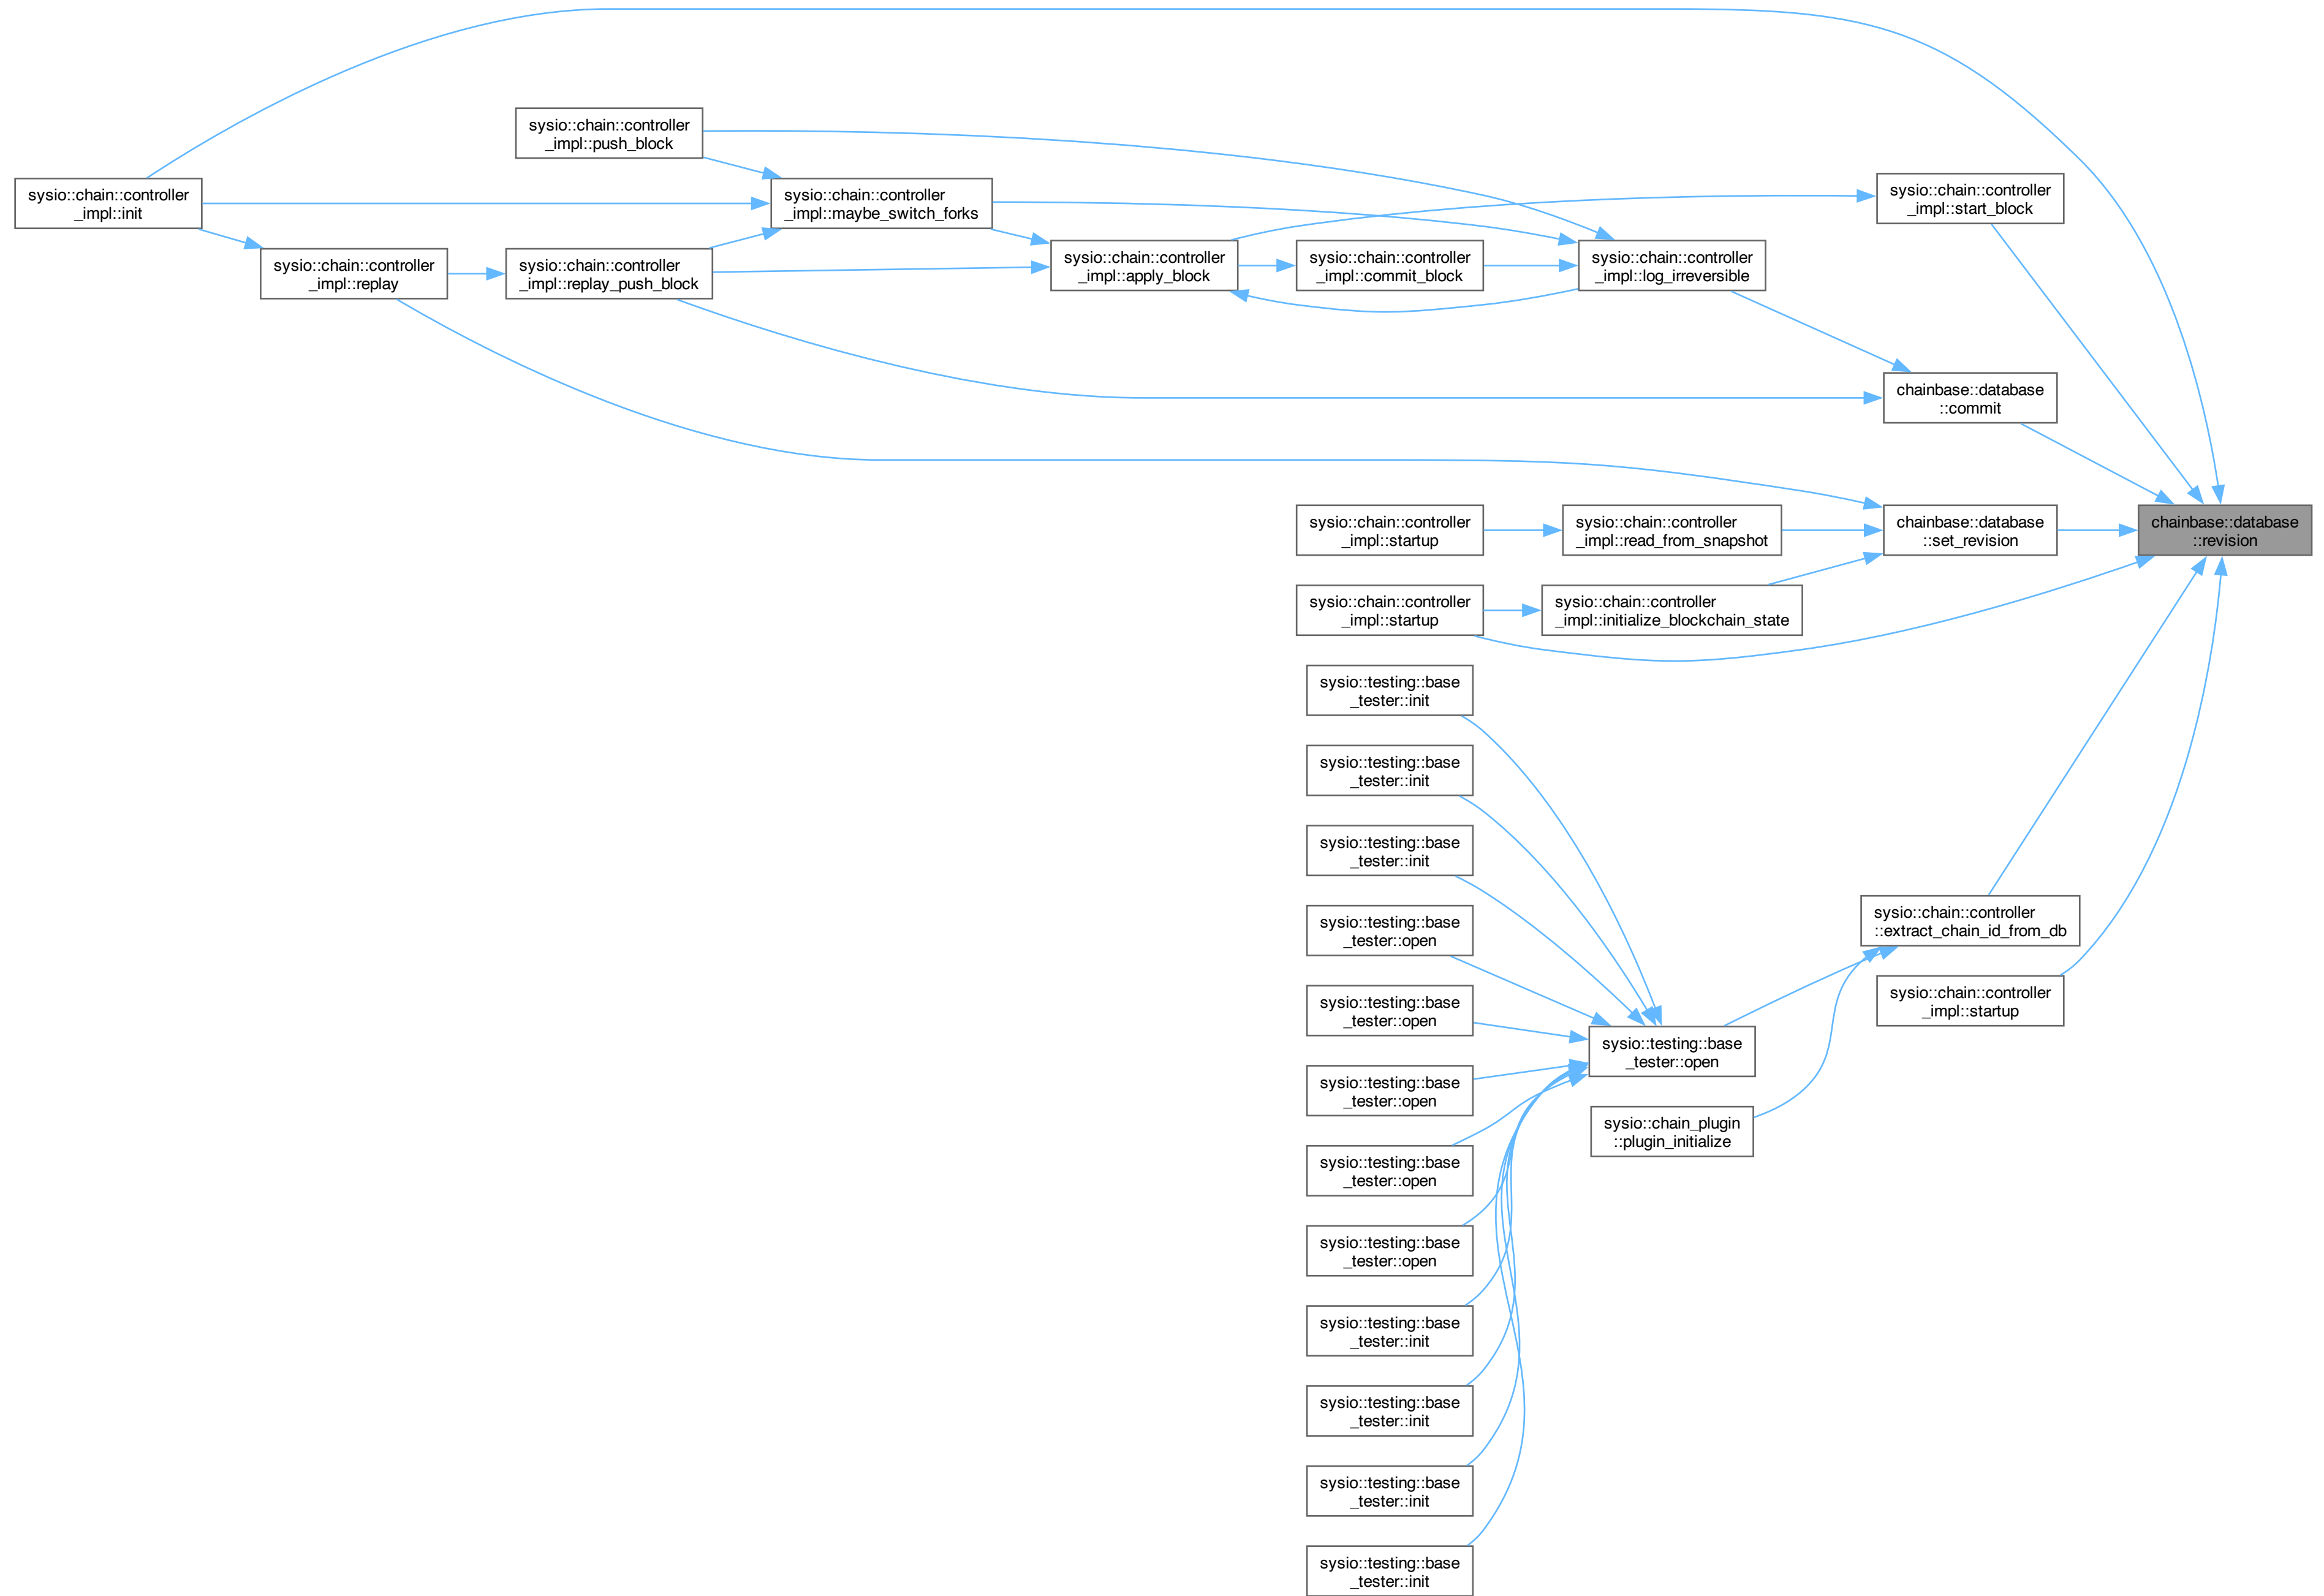 sysio::chain::controller
_impl::push_block
sysio::chain::controller
_impl::init
sysio::chain::controller
_impl::maybe_switch_forks
sysio::chain::controller
_impl::start_block
sysio::chain::controller
_impl::replay
sysio::chain::controller
_impl::replay_push_block
sysio::chain::controller
_impl::apply_block
sysio::chain::controller
_impl::commit_block
sysio::chain::controller
_impl::log_irreversible
chainbase::database
::commit
sysio::chain::controller
_impl::startup
sysio::chain::controller
_impl::read_from_snapshot
chainbase::database
::set_revision
chainbase::database
::revision
sysio::chain::controller
_impl::startup
sysio::chain::controller
_impl::initialize_blockchain_state
sysio::testing::base
_tester::init
sysio::testing::base
_tester::init
sysio::testing::base
_tester::init
sysio::testing::base
_tester::open
sysio::chain::controller
::extract_chain_id_from_db
sysio::testing::base
_tester::open
sysio::chain::controller
_impl::startup
sysio::testing::base
_tester::open
sysio::testing::base
_tester::open
sysio::chain_plugin
::plugin_initialize
sysio::testing::base
_tester::open
sysio::testing::base
_tester::open
sysio::testing::base
_tester::init
sysio::testing::base
_tester::init
sysio::testing::base
_tester::init
sysio::testing::base
_tester::init